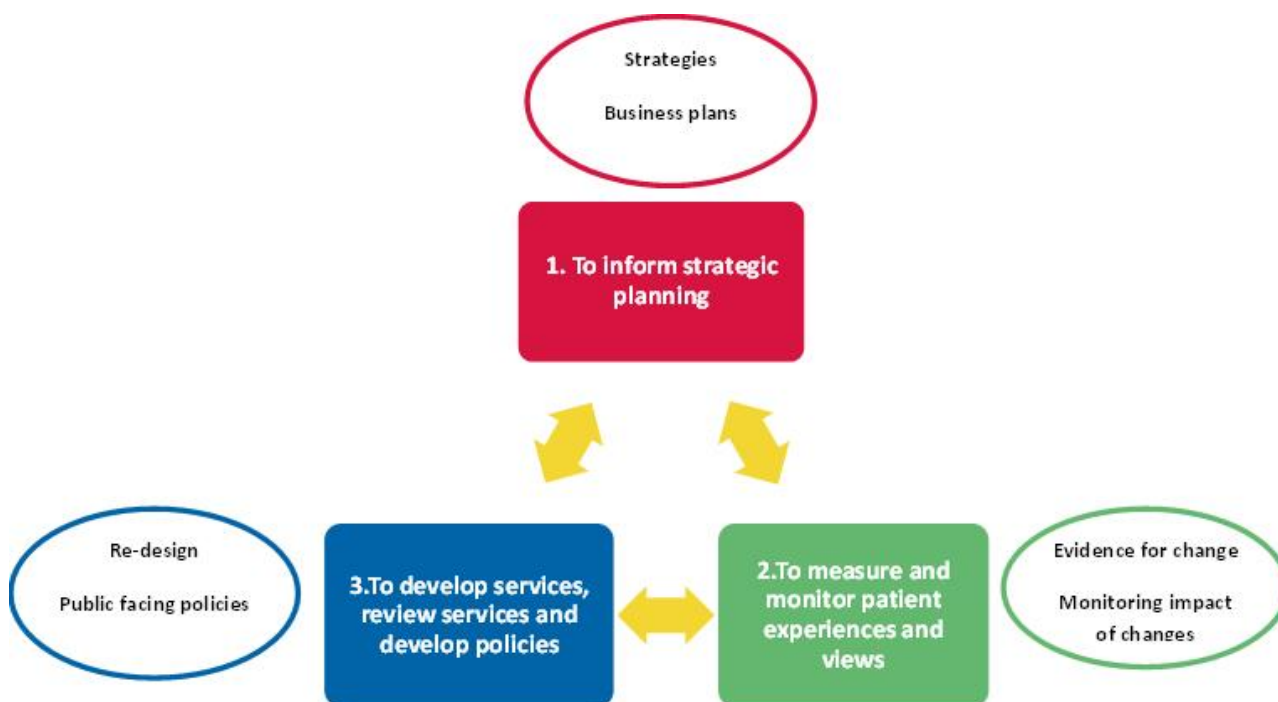 Strategies
Business plans
1. To inform strategic
planning
Re-design
Public facing policies
3.To develop services,
review services and
develop policies
2.To measure and
monitor patient
experiences and
views
Evidence for change
Monitoring impact
of changes